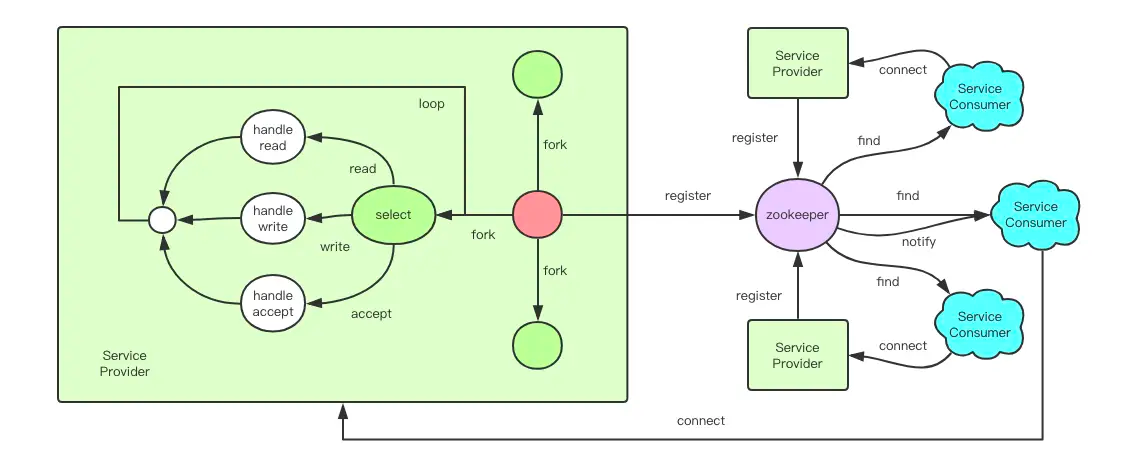 loop
handle
read
read
select
handle
write
write
handle
accept
accept
fork
fork
fork
Service
Provider
register
Service
Provider
register
zookeeper
register
Service
Provider
connect
Service
Consumer
find
find
notify
Service
Consumer
find
Service
Consumer
connect
connect